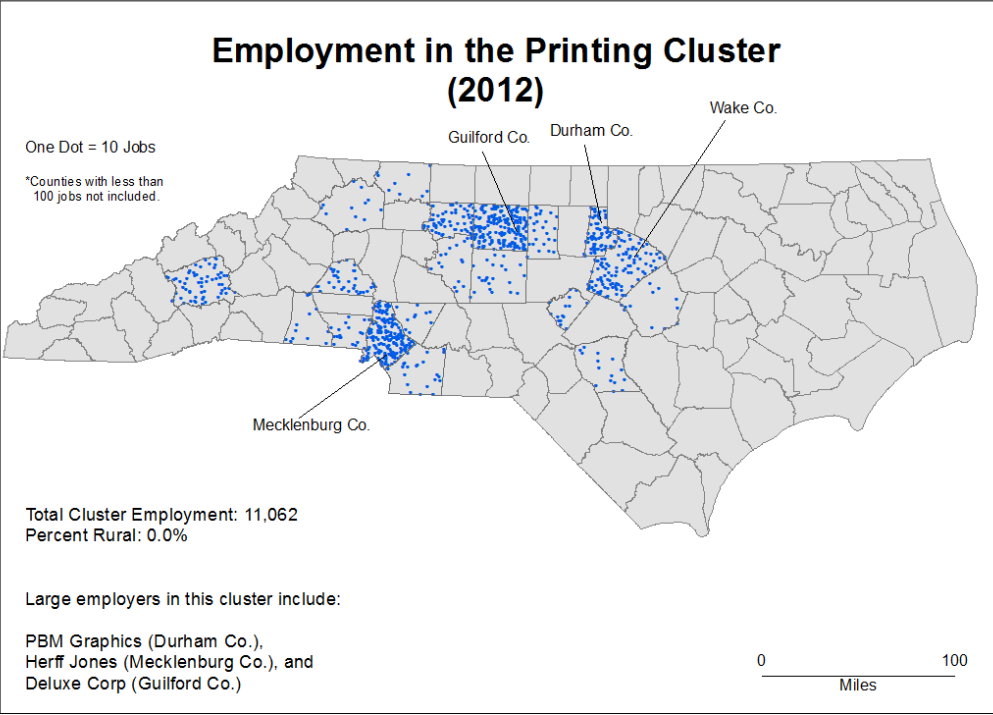 Employment in the Printing Cluster
(2012)
Wake Co.
Durham Co.
Guilford Co.
One Dot = 10 Jobs
*Counties with less than
100 jobs not included.
Mecklenburg Co.
Total Cluster Employment: 11,062
Percent Rural: 0.0%
Large employers in this cluster include:
PBM Graphics (Durham Co.),
Herff Jones (Mecklenburg Co.), and
Deluxe Corp (Guilford Co.)
0 100
Miles